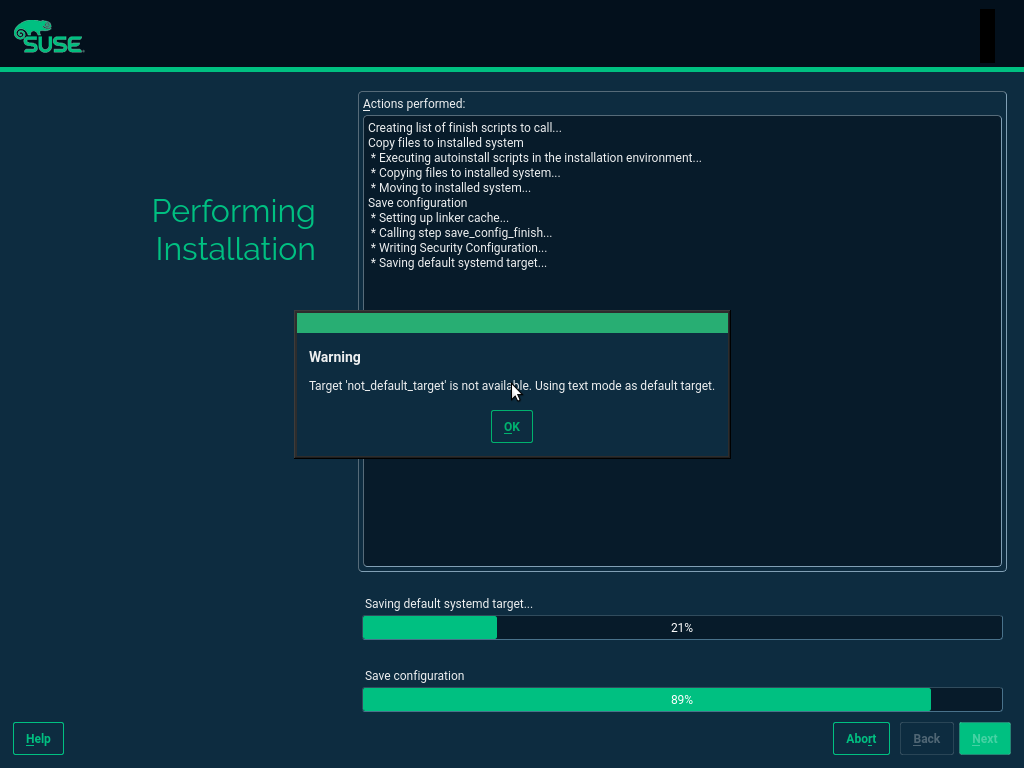 SUSE
Actions performed:
Creating list of finish scripts to call...
Copy files to installed system
* Executing autoinstall scripts in the installation environment...
* Copying files to installed system...
* Moving to installed system...
Save configuration
* Setting up linker cache...
* Calling step save_config_finish...
* Writing Security Configuration...
* Saving default systemd target...
Performing
Installation
Warning
Target 'not_default_target' is not available. Using text mode as default target.
OK
Saving default systemd target...
21%
Save configuration
89%
Help
Abort
Back
Next